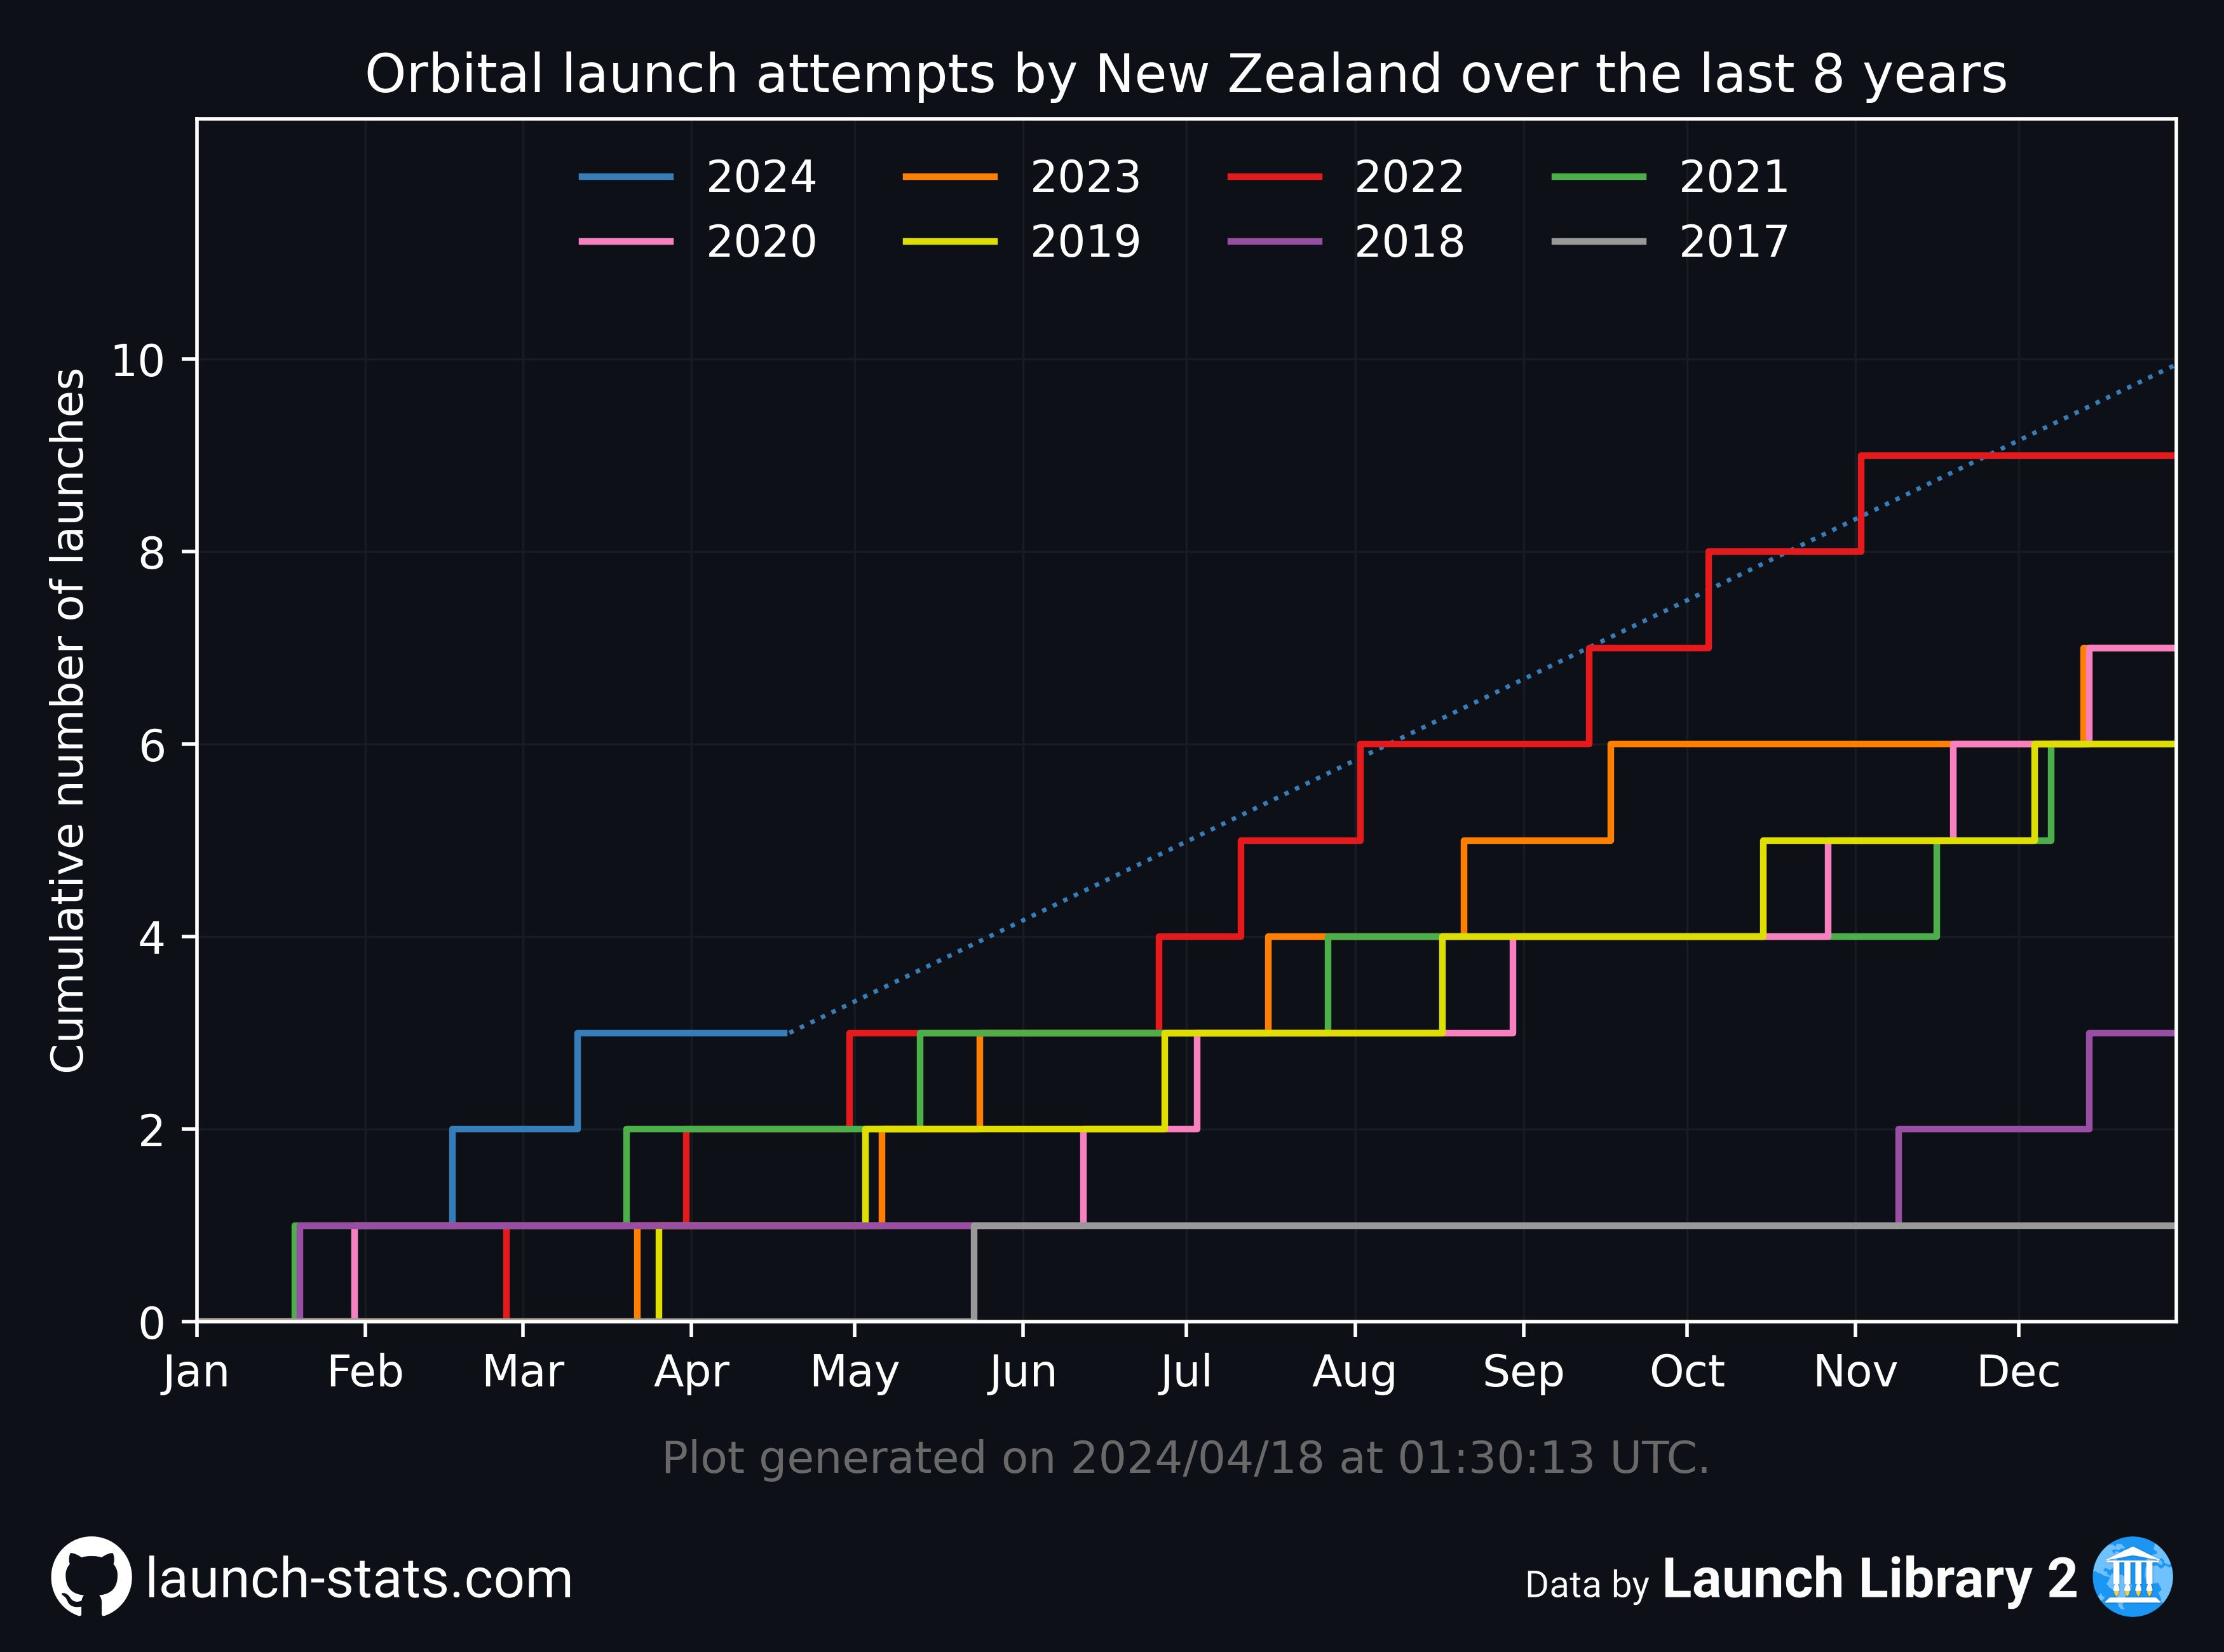 Orbital launch attempts by New Zealand over the last 8 years
2024 2023 2022 2021
2020 2019 2018 2017
Cumulative number of launches
10
8
6
4
2
0
Jan Feb Mar Apr May Jun Jul Aug Sep Oct Nov Dec
Plot generated on 2024/04/18 at 01:30:13 UTC.
launch-stats.com
Data by Launch Library 2